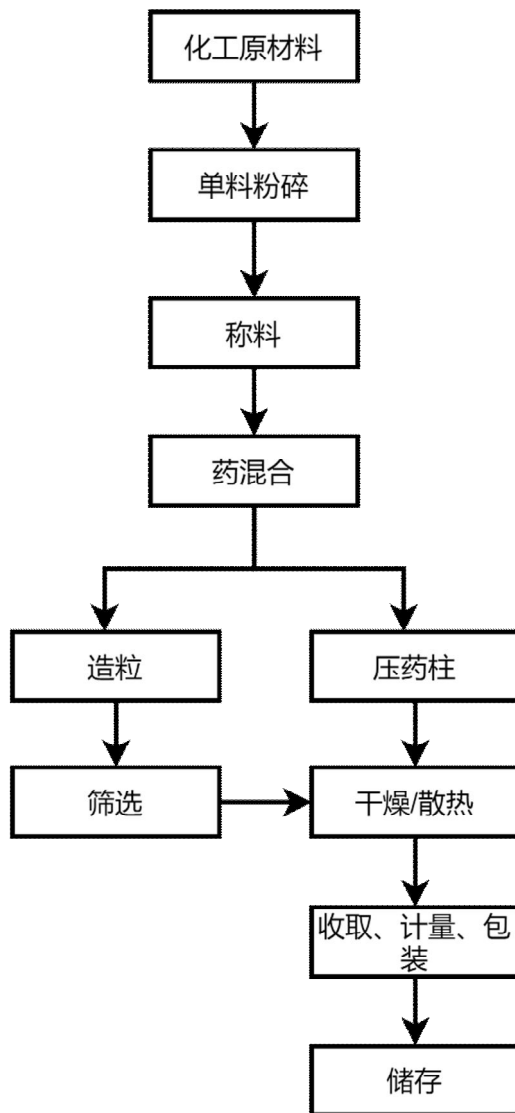 化工原材料
单料粉碎
称料
药混合
造粒
压药柱
筛选
干燥/散热
收取、计量、包
装
储存